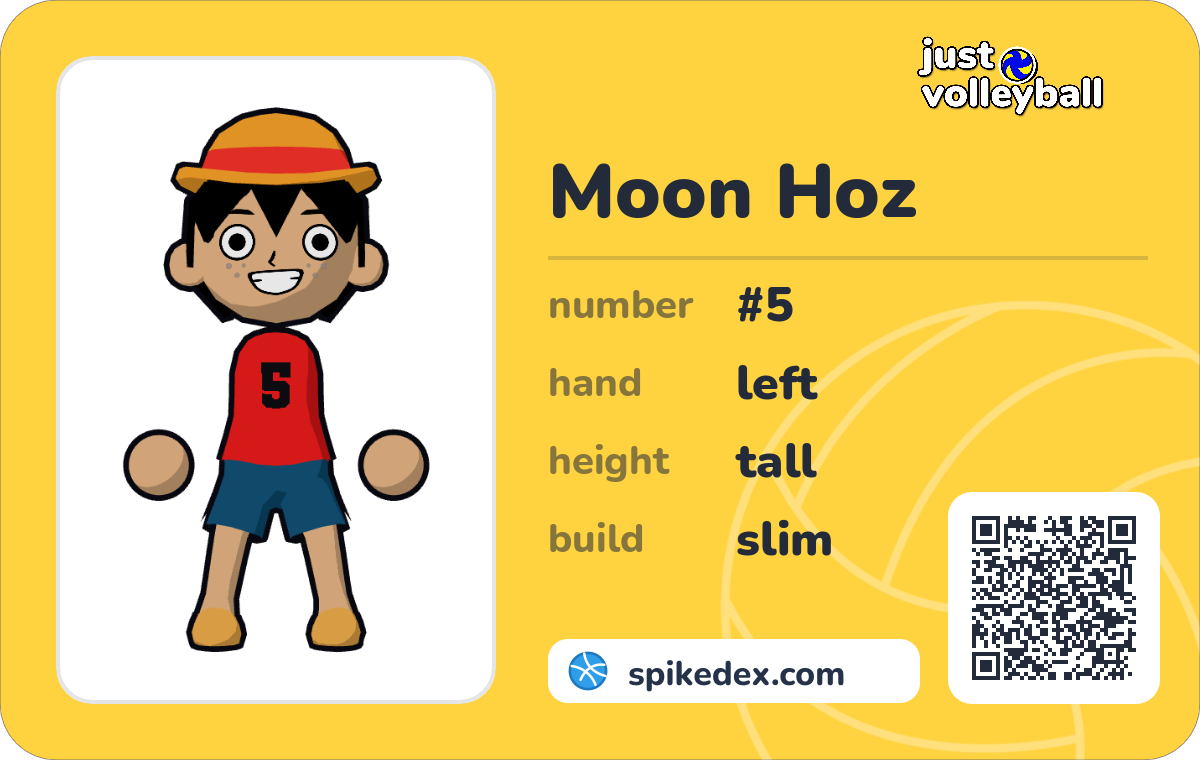 just
volleyball
Moon Hoz
number #5
hand left
height tall
build slim
5
spikedex.com